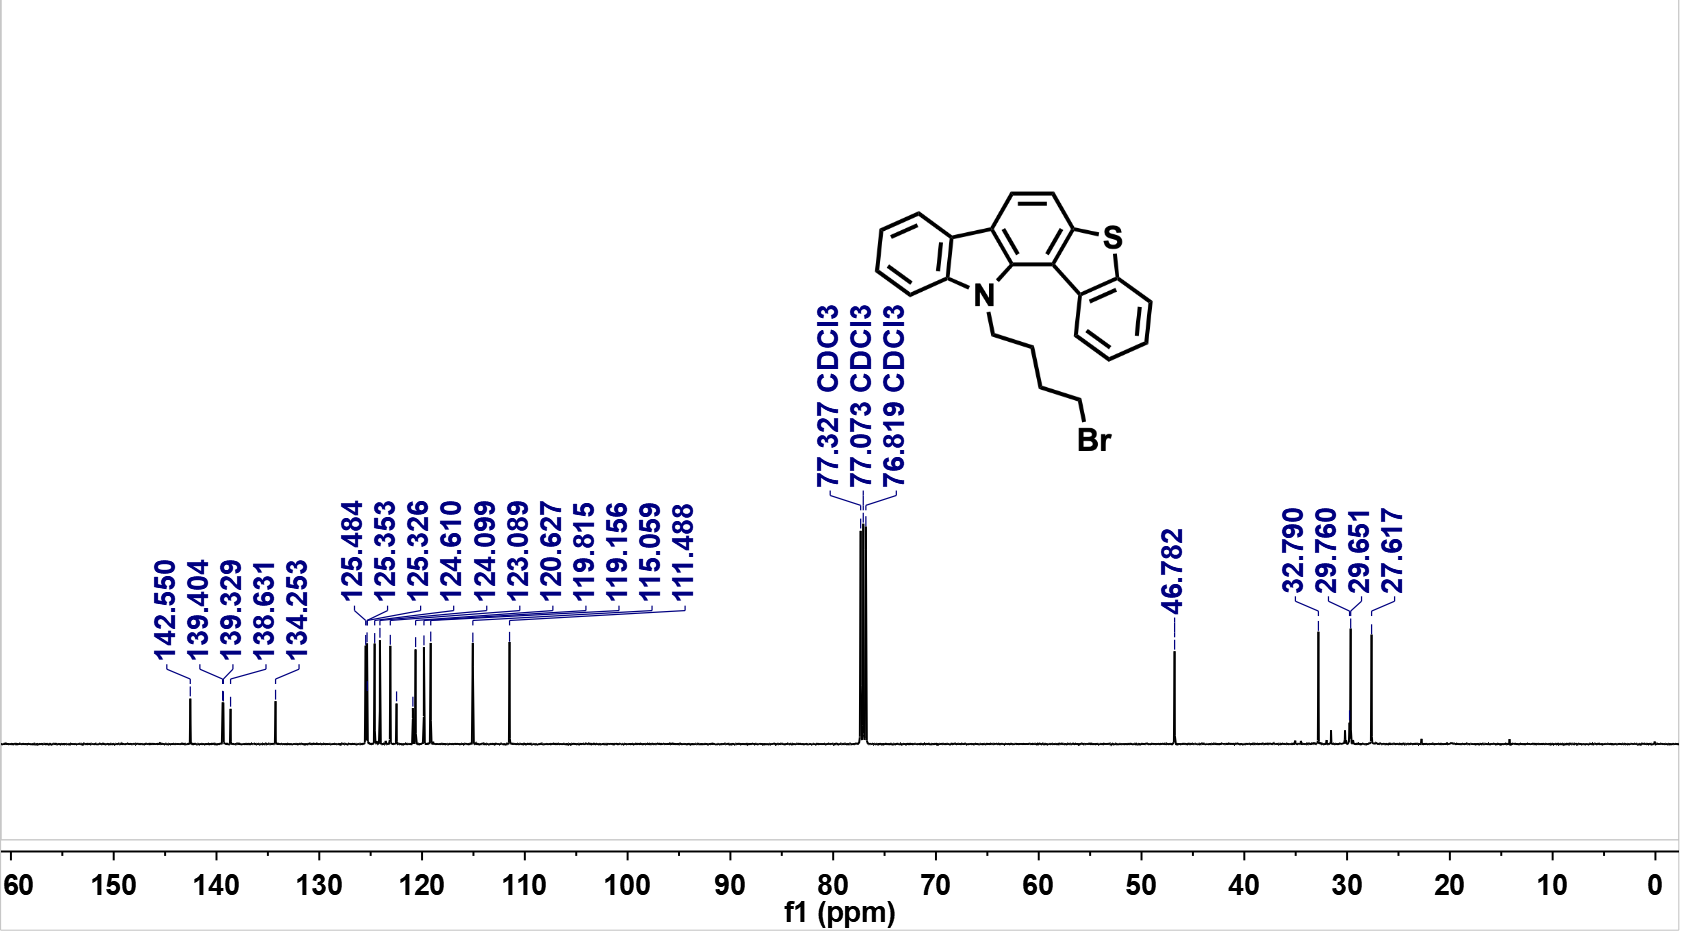 S
N
Br
77.327 CDCl3
77.073 CDCl3
76.819 CDCl3
142.550
139.404
139.329
138.631
134.253
125.484
125.353
125.326
124.610
124.099
123.089
120.627
119.815
119.156
115.059
111.488
46.782
32.790
29.760
29.651
27.617
60 150 140 130 120 110 100 90 80 70 60 50 40 30 20 10 0
f1 (ppm)